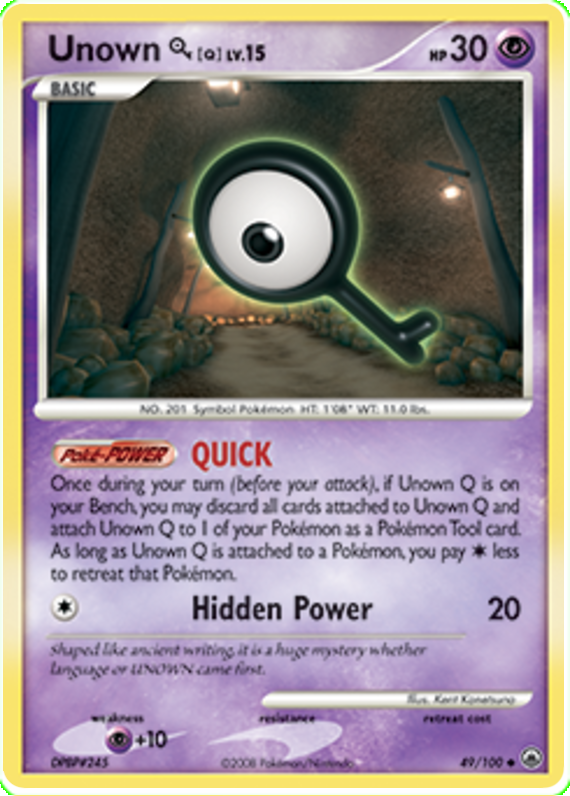 Unown [Q] LV.15 HP 30
BASIC
NO. 201 Symbol Pokémon HT: 1'08" WT: 11.0 lbs.
Poké-POWER QUICK
Once during your turn (before your attack), if Unown Q is on
your Bench, you may discard all cards attached to Unown Q and
attach Unown Q to 1 of your Pokémon as a Pokémon Tool card.
As long as Unown Q is attached to a Pokémon, you pay less
to retreat that Pokémon.
Hidden Power 20
Shaped like ancient writing, it is a huge mystery whether
language or UNOWN came first.
Illus. Kent Kanetsuna
weakness resistance retreat cost
+10
DPBP#245 ©2008 Pokémon/Nintendo 49/100